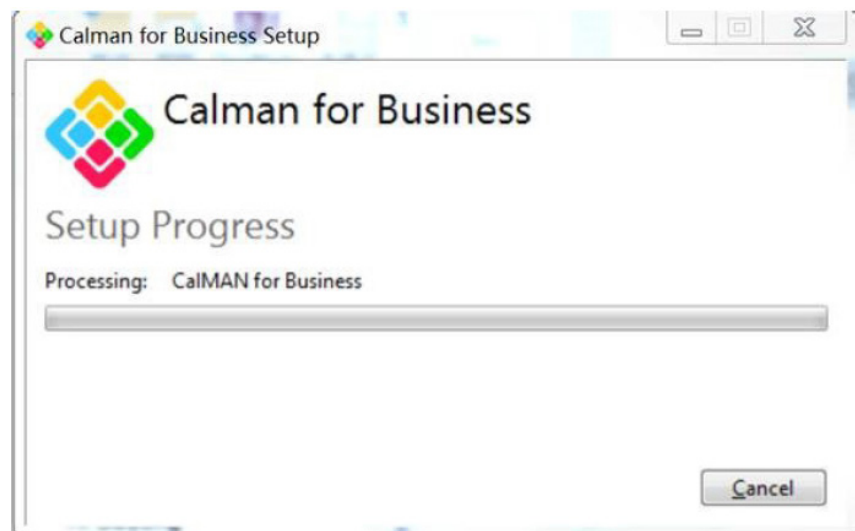 Calman for Business Setup
Calman for Business
Setup Progress
Processing: CalMAN for Business
Cancel